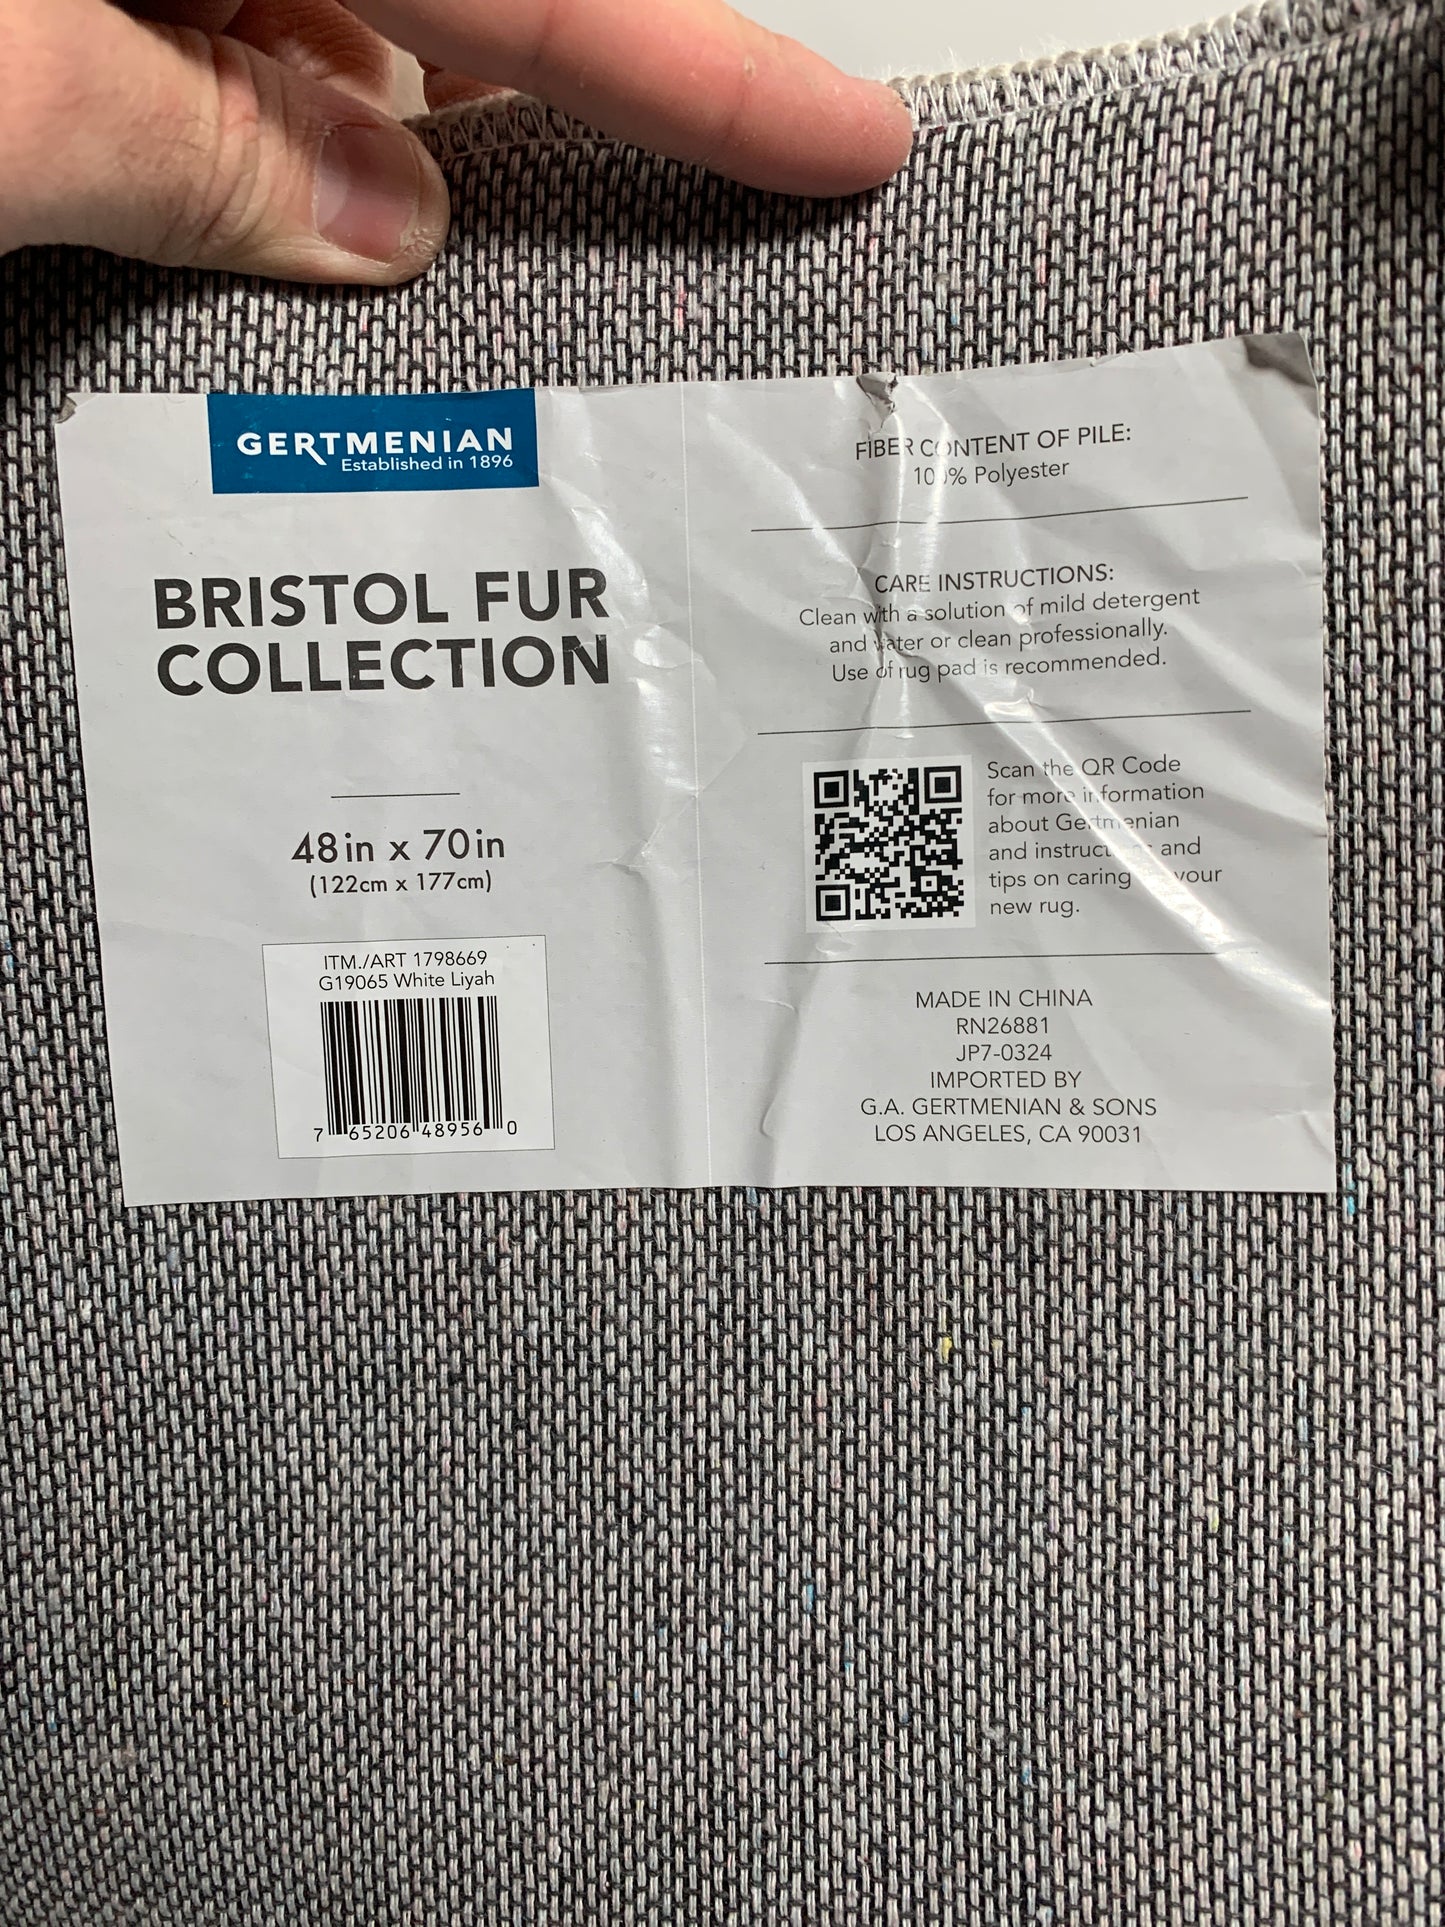 GERTMENIAN
Established in 1896
BRISTOL FUR
COLLECTION
48in x 70in
(122cm x 177cm)
ITM./ART 1798669
G19065 White Liyah
7 65206 48956 0
FIBER CONTENT OF PILE:
100% Polyester
CARE INSTRUCTIONS:
Clean with a solution of mild detergent
and water or clean professionally.
Use of rug pad is recommended.
Scan the QR Code
for more information
about Gertmenian
and and
tips on caring your
new rug.
MADE IN CHINA
RN26881
JP7-0324
IMPORTED BY
G.A. GERTMENIAN & SONS
LOS ANGELES, CA 90031